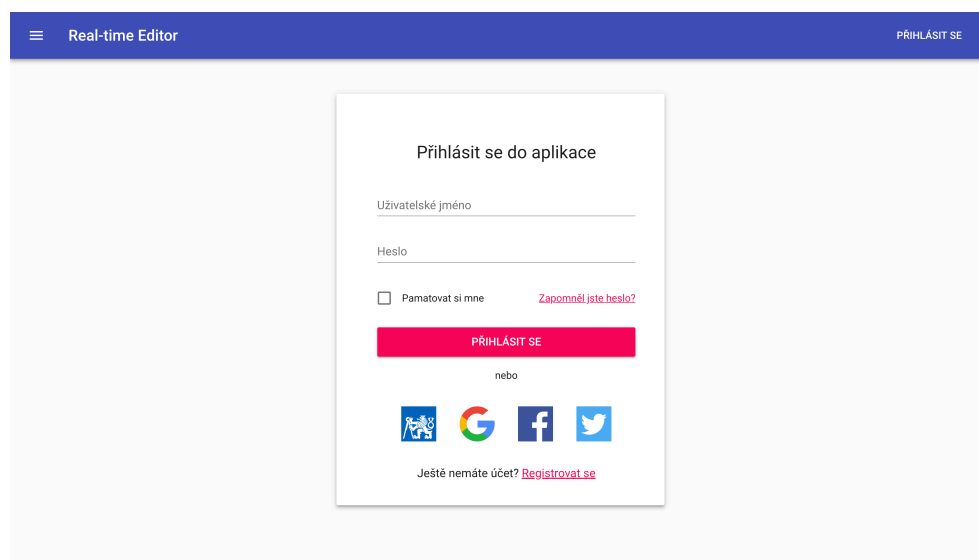 Real-time Editor
PŘIHLÁSIT SE
Přihlásit se do aplikace
Uživatelské jméno
Heslo
Pamatovat si mne
Zapomněl jste heslo?
PŘIHLÁSIT SE
nebo
Ještě nemáte účet? Registrovat se